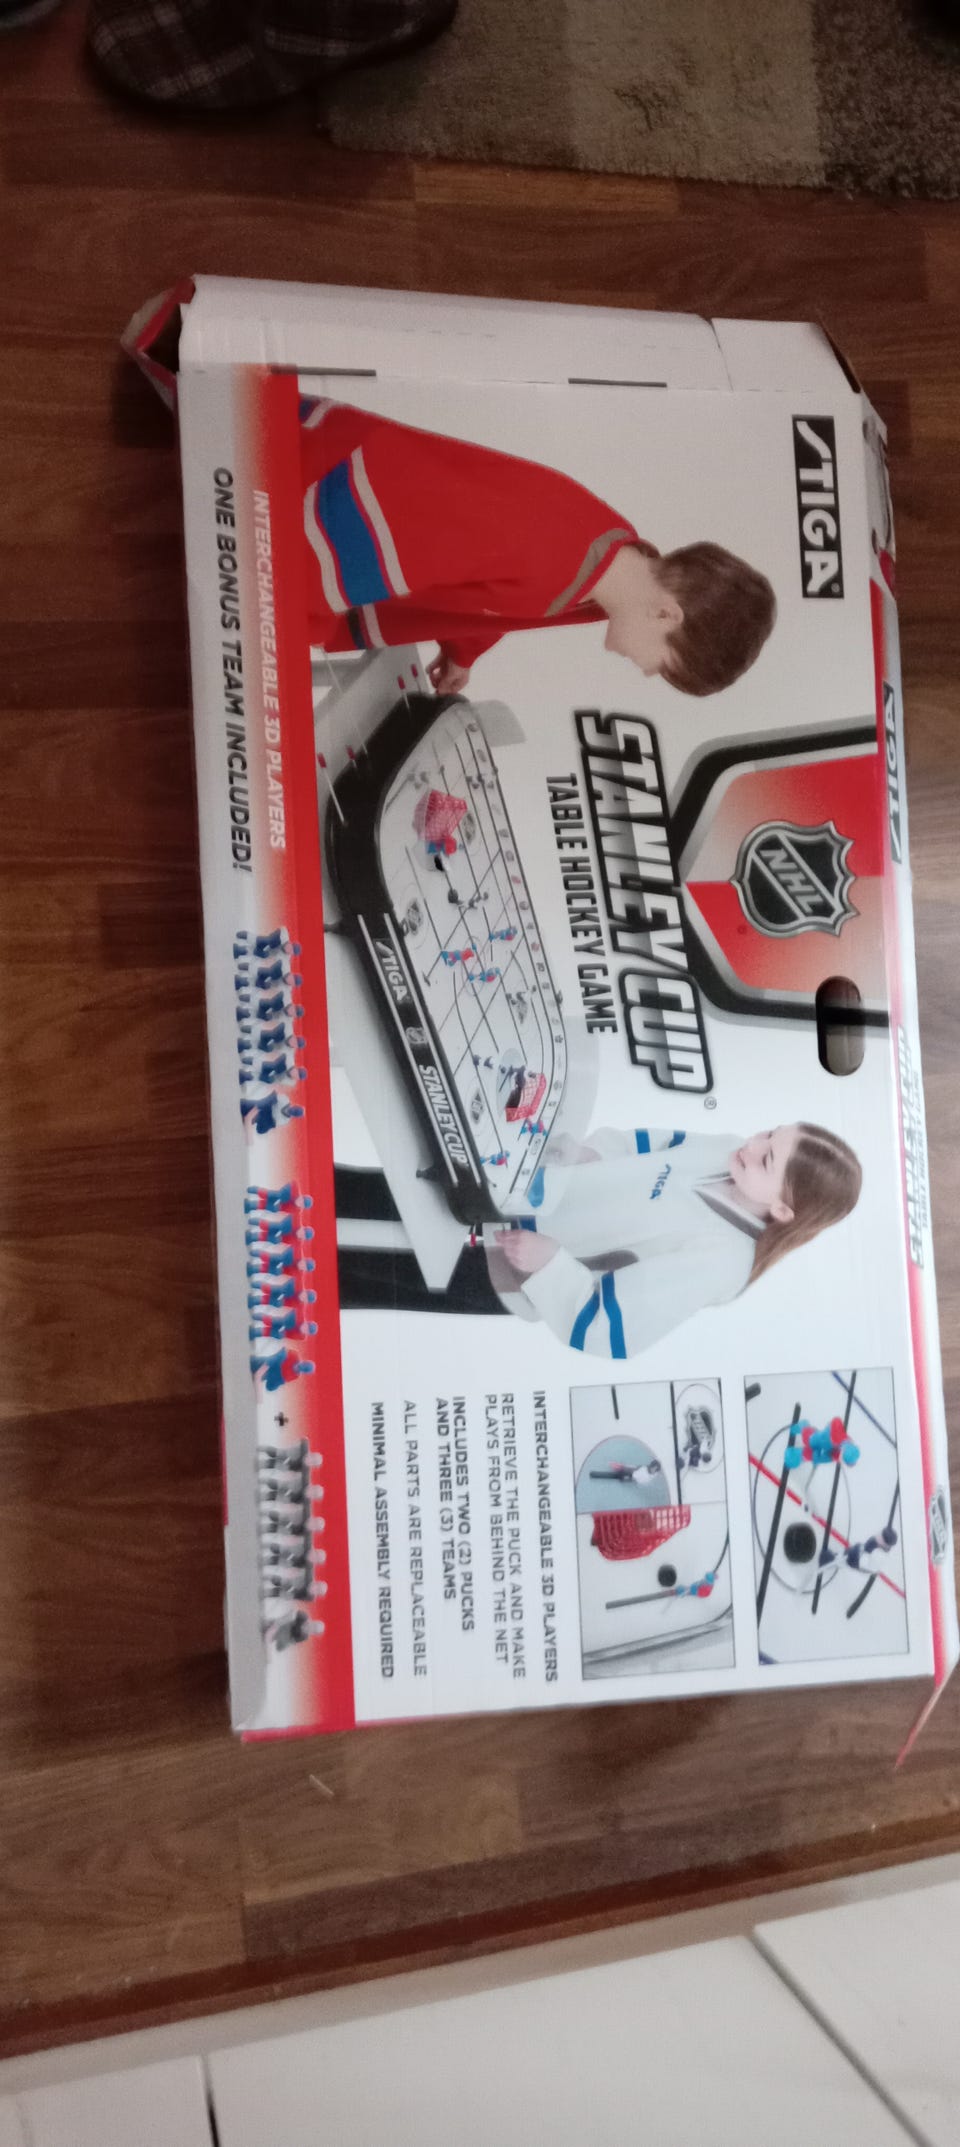 STIGA®
NHL
STANLEY CUP®
TABLE HOCKEY GAME
STIGA
STIGA
STANLEY CUP
INTERCHANGEABLE 3D PLAYERS
RETRIEVE THE PUCK AND MAKE
PLAYS FROM BEHIND THE NET
INCLUDES TWO (2) PUCKS
AND THREE (3) TEAMS
ALL PARTS ARE REPLACEABLE
MINIMAL ASSEMBLY REQUIRED
INTERCHANGEABLE 3D PLAYERS
ONE BONUS TEAM INCLUDED!
+